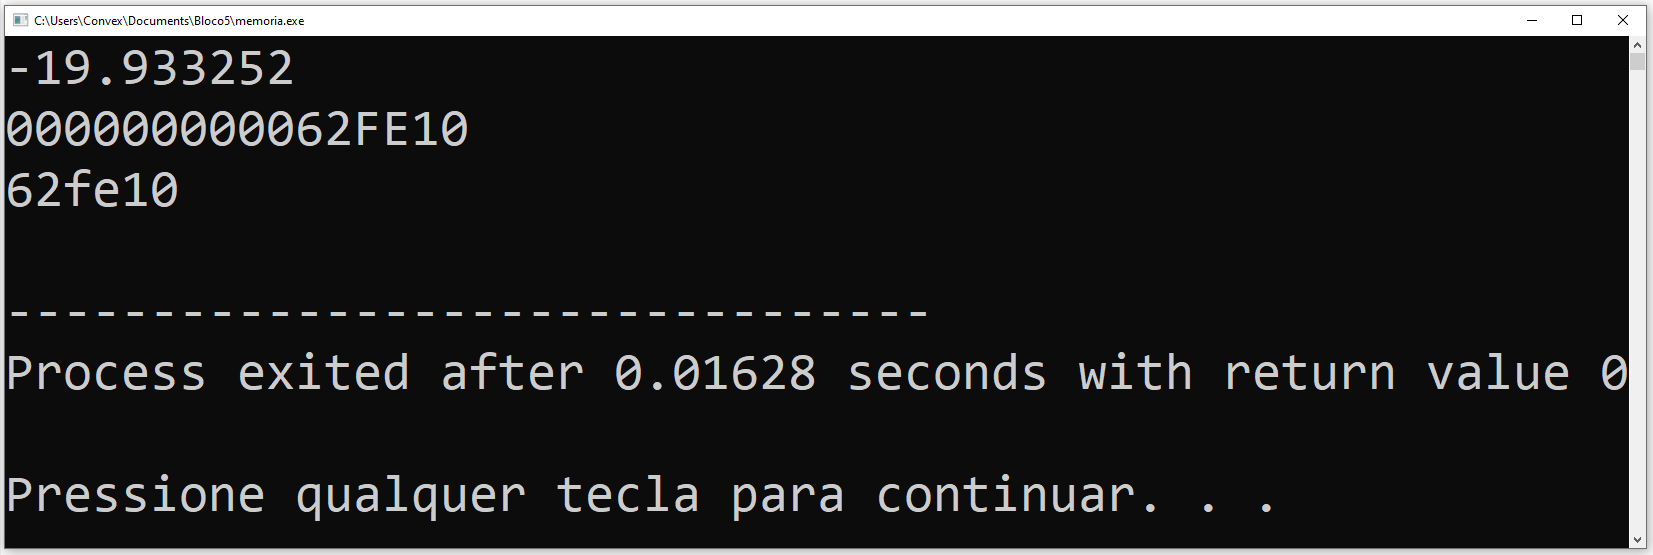 C:\Users\Convex\Documents\Bloco5\memoria.exe
-19.933252
000000000062FE10
62fe10
--------------------------------
Process exited after 0.01628 seconds with return value 0
Pressione qualquer tecla para continuar. . .